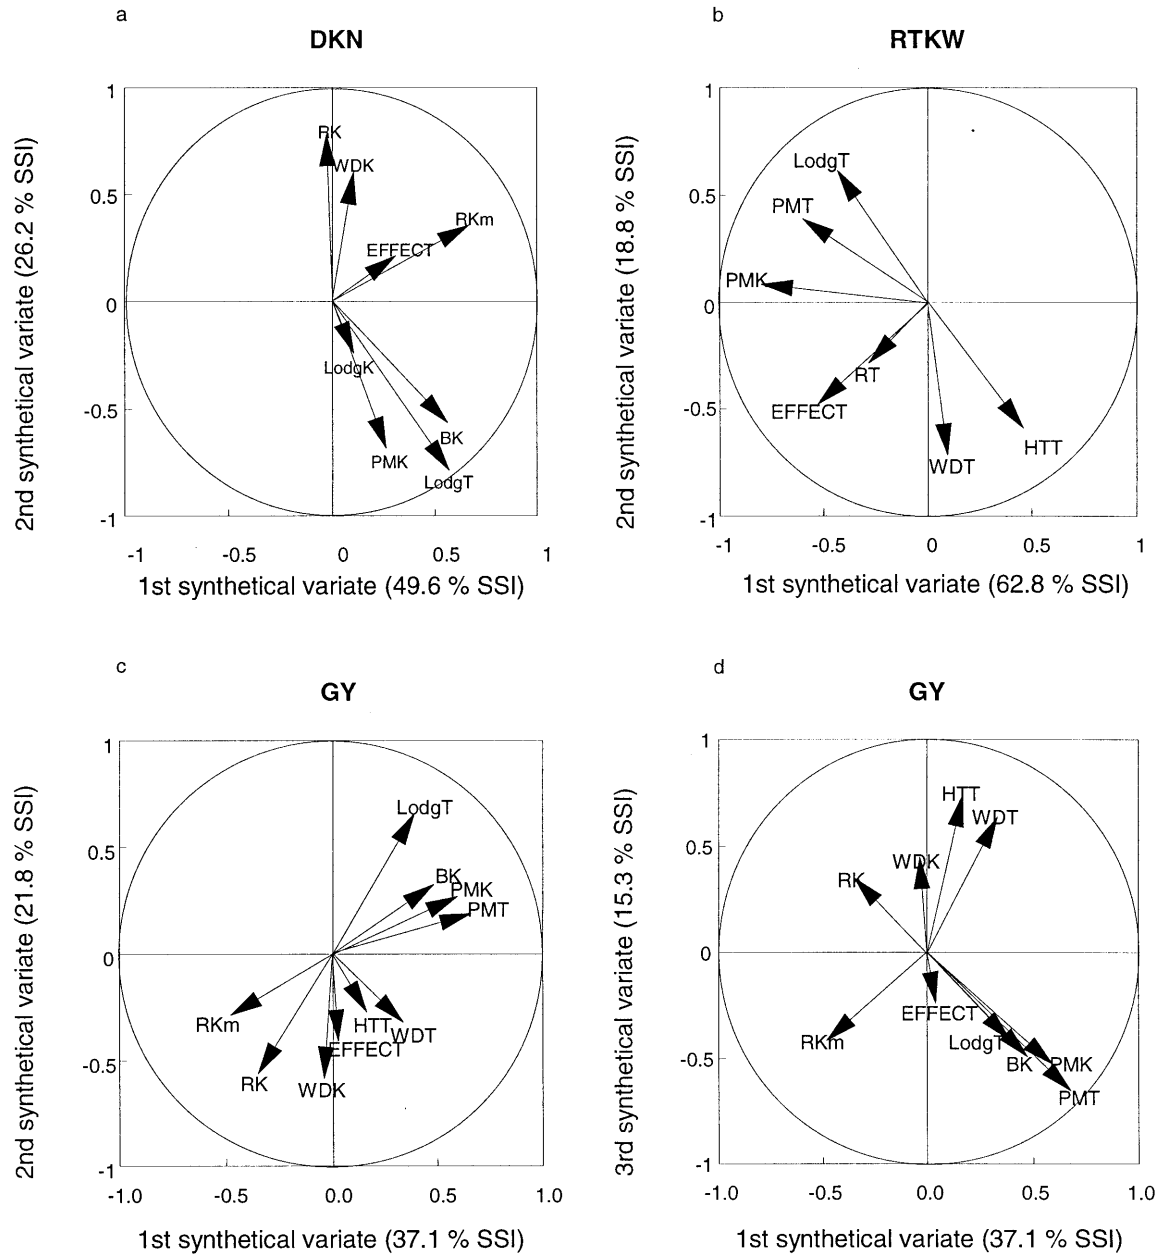 a
DKN
1
0.5
0
-0.5
-1
2nd synthetical variate (26.2 % SSI)
RK
WDK
RKm
EFFECT
LodgK
BK
PMK
LodgT
-1 -0.5 0 0.5 1
1st synthetical variate (49.6 % SSI)
b
RTKW
1
0.5
0
-0.5
-1
2nd synthetical variate (18.8 % SSI)
LodgT
PMT
PMK
RT
EFFECT
WDT
HTT
-1 -0.5 0 0.5 1
1st synthetical variate (62.8 % SSI)
c
GY
1
0.5
0
-0.5
-1
2nd synthetical variate (21.8 % SSI)
LodgT
BK
PMK
PMT
RKm
HTT
WDT
EFFECT
RK
WDK
-1.0 -0.5 0.0 0.5 1.0
1st synthetical variate (37.1 % SSI)
d
GY
1
0.5
0
-0.5
-1
3rd synthetical variate (15.3 % SSI)
HTT
WDT
WDK
RK
EFFECT
RKm
LodgT
BK
PMK
PMT
-1.0 -0.5 0.0 0.5 1.0
1st synthetical variate (37.1 % SSI)